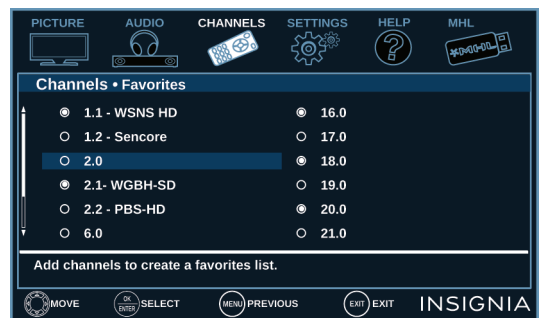 PICTURE AUDIO CHANNELS SETTINGS HELP MHL
? MHL
Channels • Favorites
1.1 - WSNS HD 16.0
1.2 - Sencore 17.0
2.0 18.0
2.1- WGBH-SD 19.0
2.2 - PBS-HD 20.0
6.0 21.0
Add channels to create a favorites list.
MOVE OK ENTER SELECT MENU PREVIOUS EXIT EXIT INSIGNIA